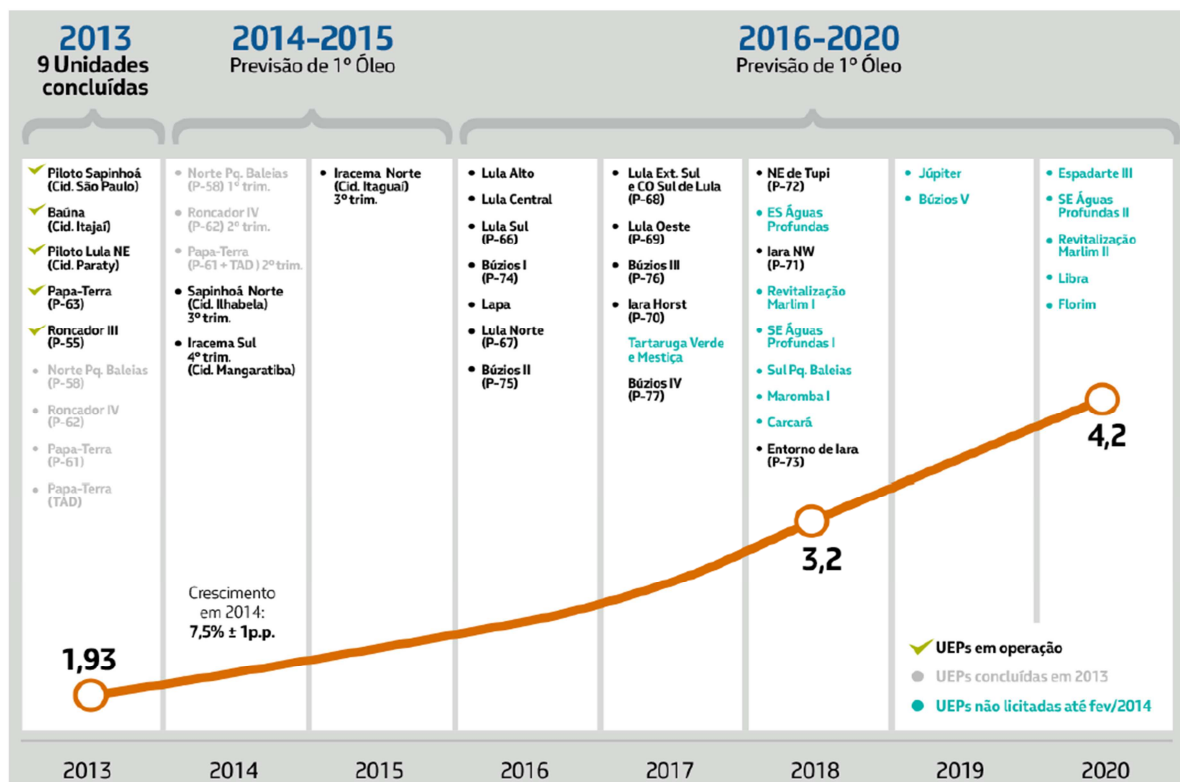 2013
9 Unidades
concluídas
2014-2015
Previsão de 1º Óleo
2016-2020
Previsão de 1º Óleo
Piloto Sapinhoá
(Cid. São Paulo)
Baúna
(Cid. Itajaí)
Piloto Lula NE
(Cid. Paraty)
Papa-Terra
(P-63)
Roncador III
(P-55)
• Norte Pq. Baleias
(P-58)
• Roncador IV
(P-62)
• Papa-Terra
(P-61)
• Papa-Terra
(TAD)
• Norte Pq. Baleias
(P-58) 1º trim.
• Roncador IV
(P-62) 2º trim.
• Papa-Terra
(P-61 + TAD) 2º trim.
• Sapinhoá Norte
(Cid. Ilhabela)
3º trim.
• Iracema Sul
4º trim.
(Cid. Mangaratiba)
• Iracema Norte
(Cid. Itaguaí)
3º trim.
• Lula Alto
• Lula Central
• Lula Sul
(P-66)
• Búzios I
(P-74)
• Lapa
• Lula Norte
(P-67)
• Búzios II
(P-75)
• Lula Ext. Sul
e CO Sul de Lula
(P-68)
• Lula Oeste
(P-69)
• Búzios III
(P-76)
• Iara Horst
(P-70)
Tartaruga Verde
e Mestiça
Búzios IV
(P-77)
• NE de Tupi
(P-72)
• ES Águas
Profundas
• Iara NW
(P-71)
• Revitalização
Marlim I
• SE Águas
Profundas I
• Sul Pq. Baleias
• Maromba I
• Carcará
• Entorno de Iara
(P-73)
• Júpiter
• Búzios V
• Espadarte III
• SE Águas
Profundas II
• Revitalização
Marlim II
• Libra
• Florim
1,93
Crescimento
em 2014:
7,5% ± 1p.p.
3,2
4,2
UEPs em operação
UEPs concluídas em 2013
UEPs não licitadas até fev/2014
2013
2014
2015
2016
2017
2018
2019
2020